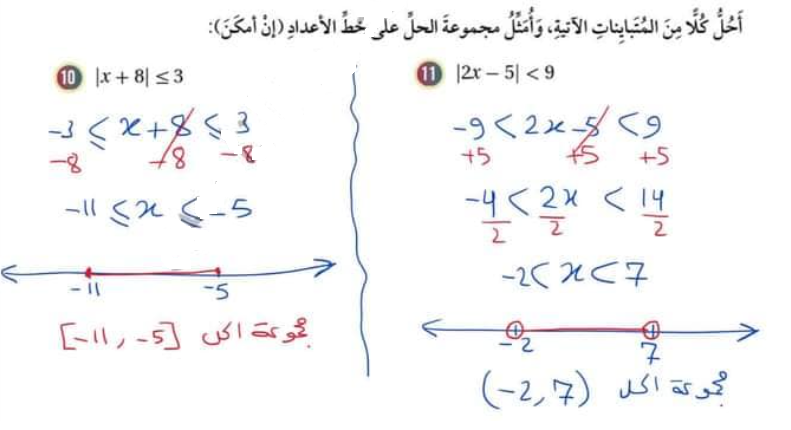 أَحُلُّ كُلًّا مِنَ المُتَبايِناتِ الآتيةِ، وَأُمَثِّلُ مجموعةَ الحلِّ على خَطِّ الأعدادِ (إنْ أمكَنَ):
10 |x + 8| ≤ 3
-3 ≤ x + 8 ≤ 3
-8 -8 -8
-11 ≤ x ≤ -5
-11 -5
مجموعة الحل [-11, -5]
11 |2x − 5| < 9
-9 < 2x - 5 < 9
+5 +5 +5
-4/2 < 2x/2 < 14/2
-2 < x < 7
-2 7
مجموعة الحل (-2, 7)